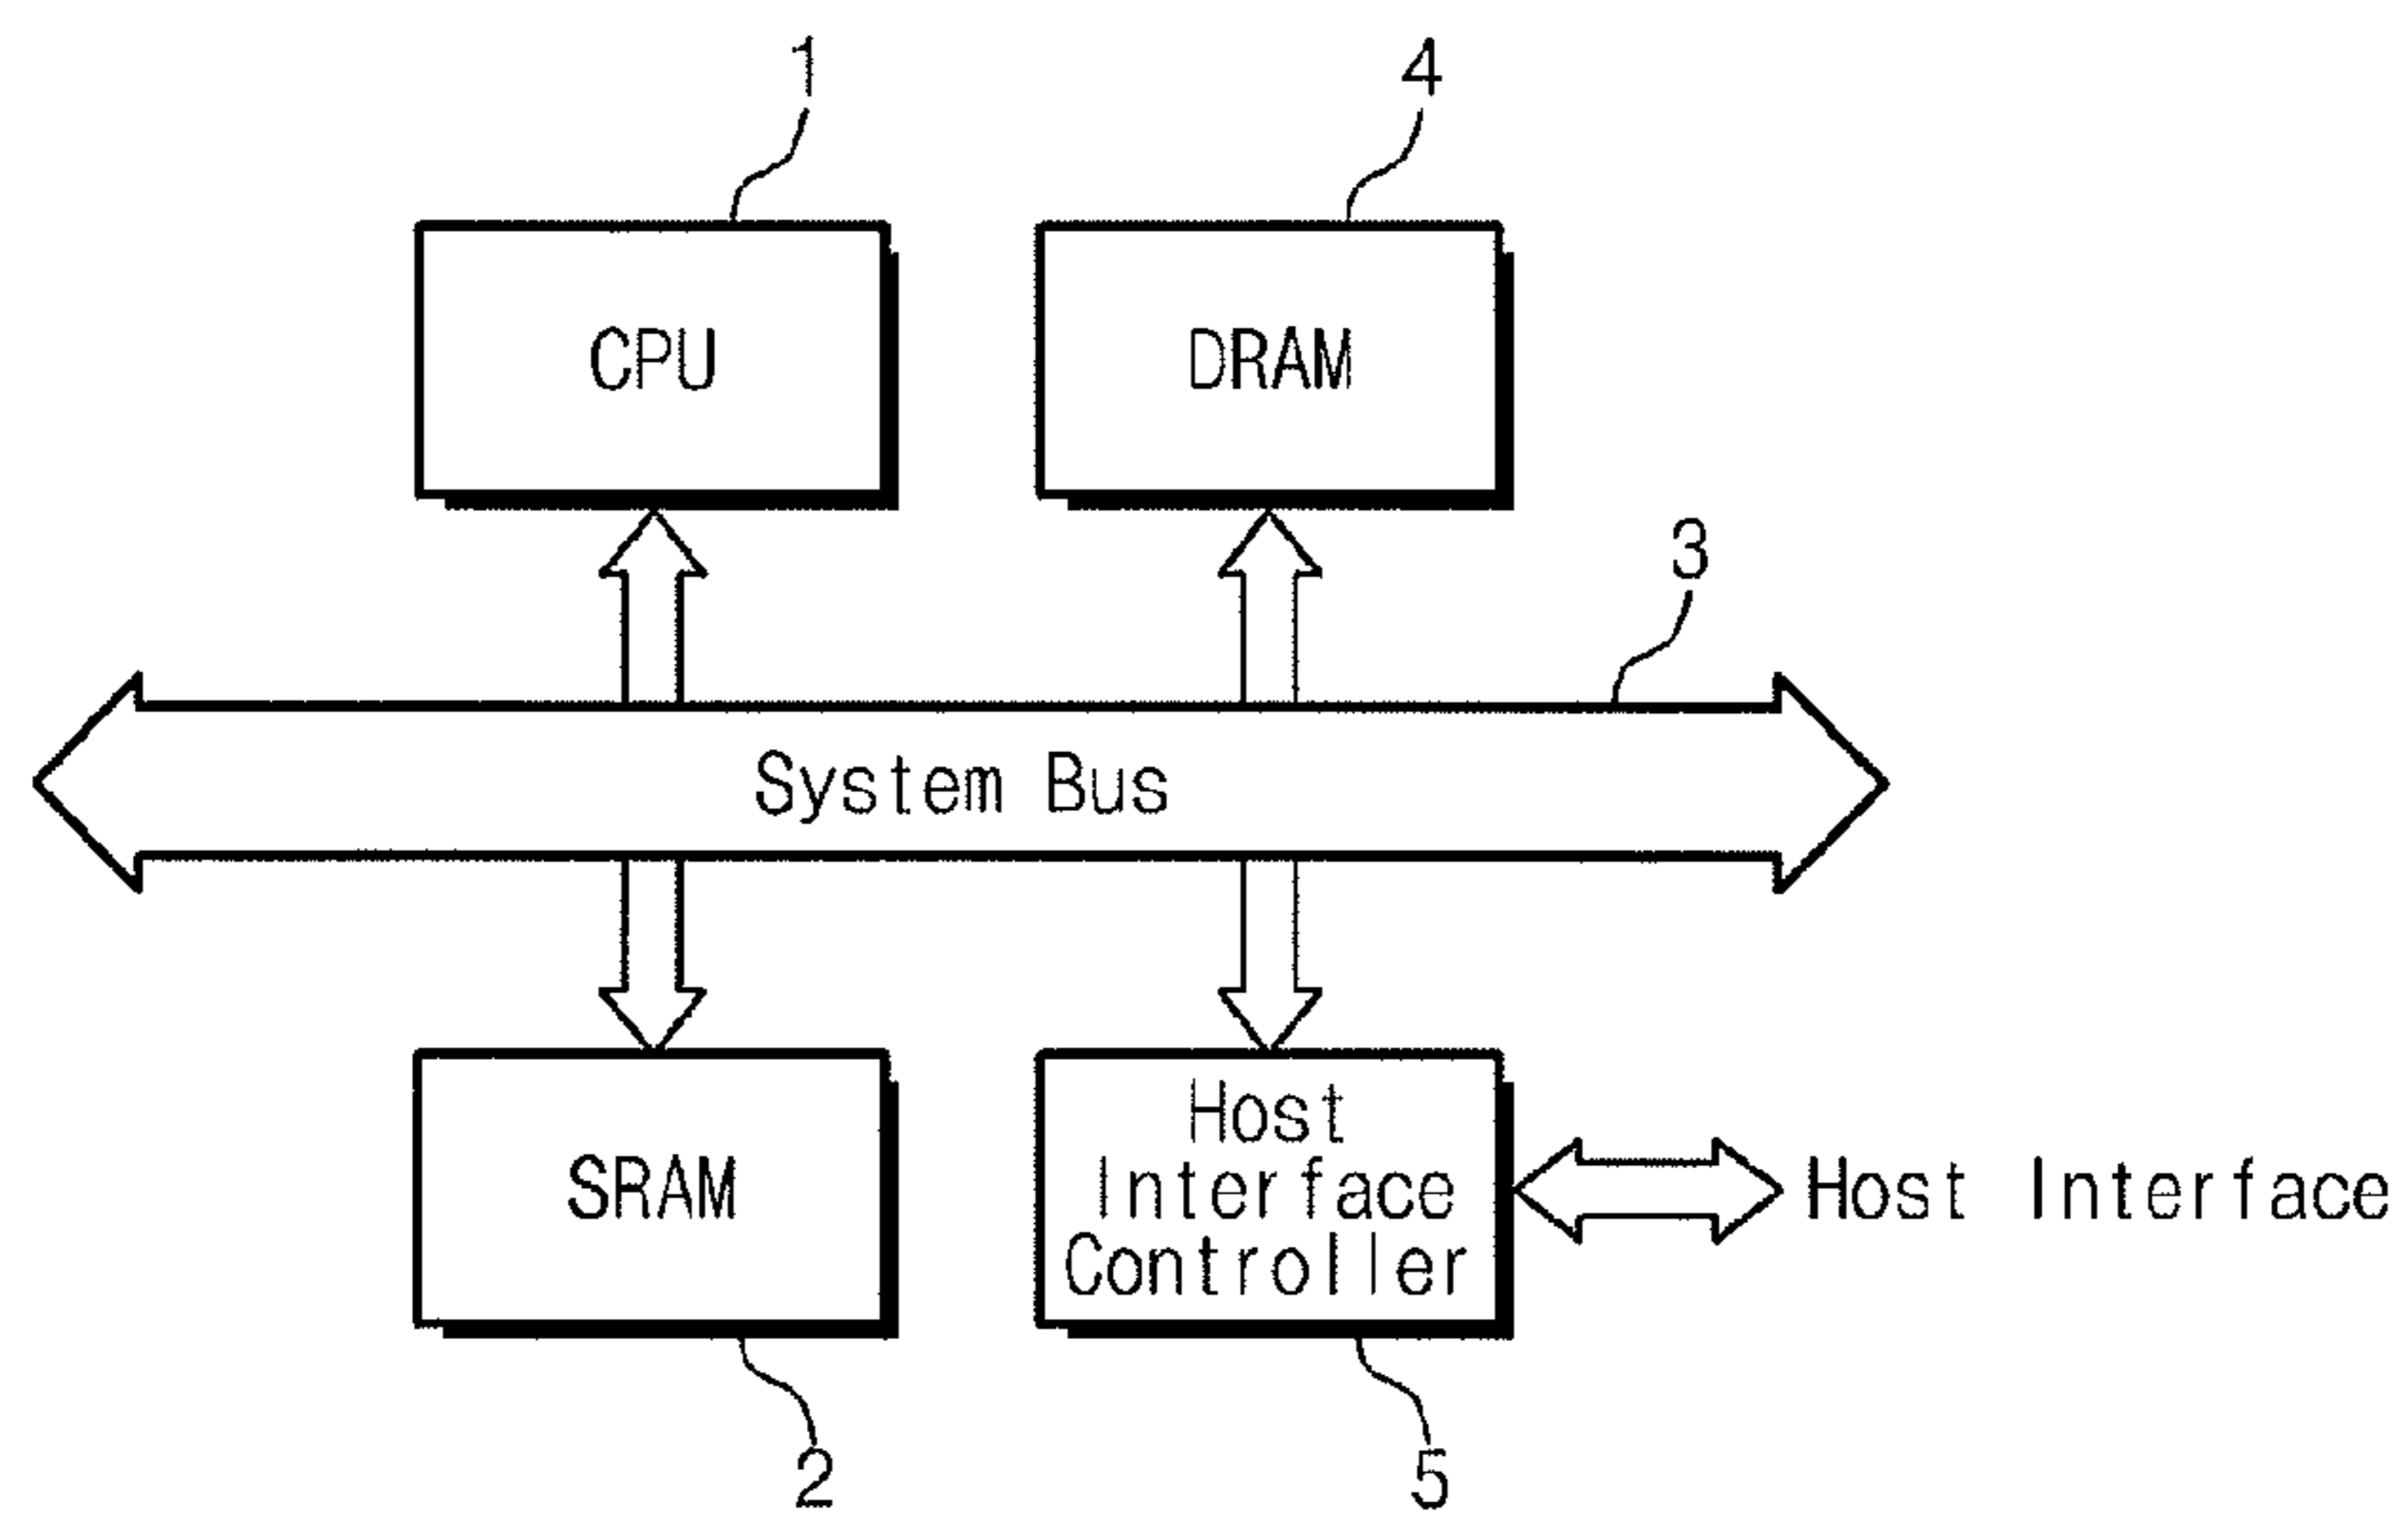 1
4
CPU
DRAM
3
System Bus
SRAM
Host
Interface
Controller
Host Interface
2
5